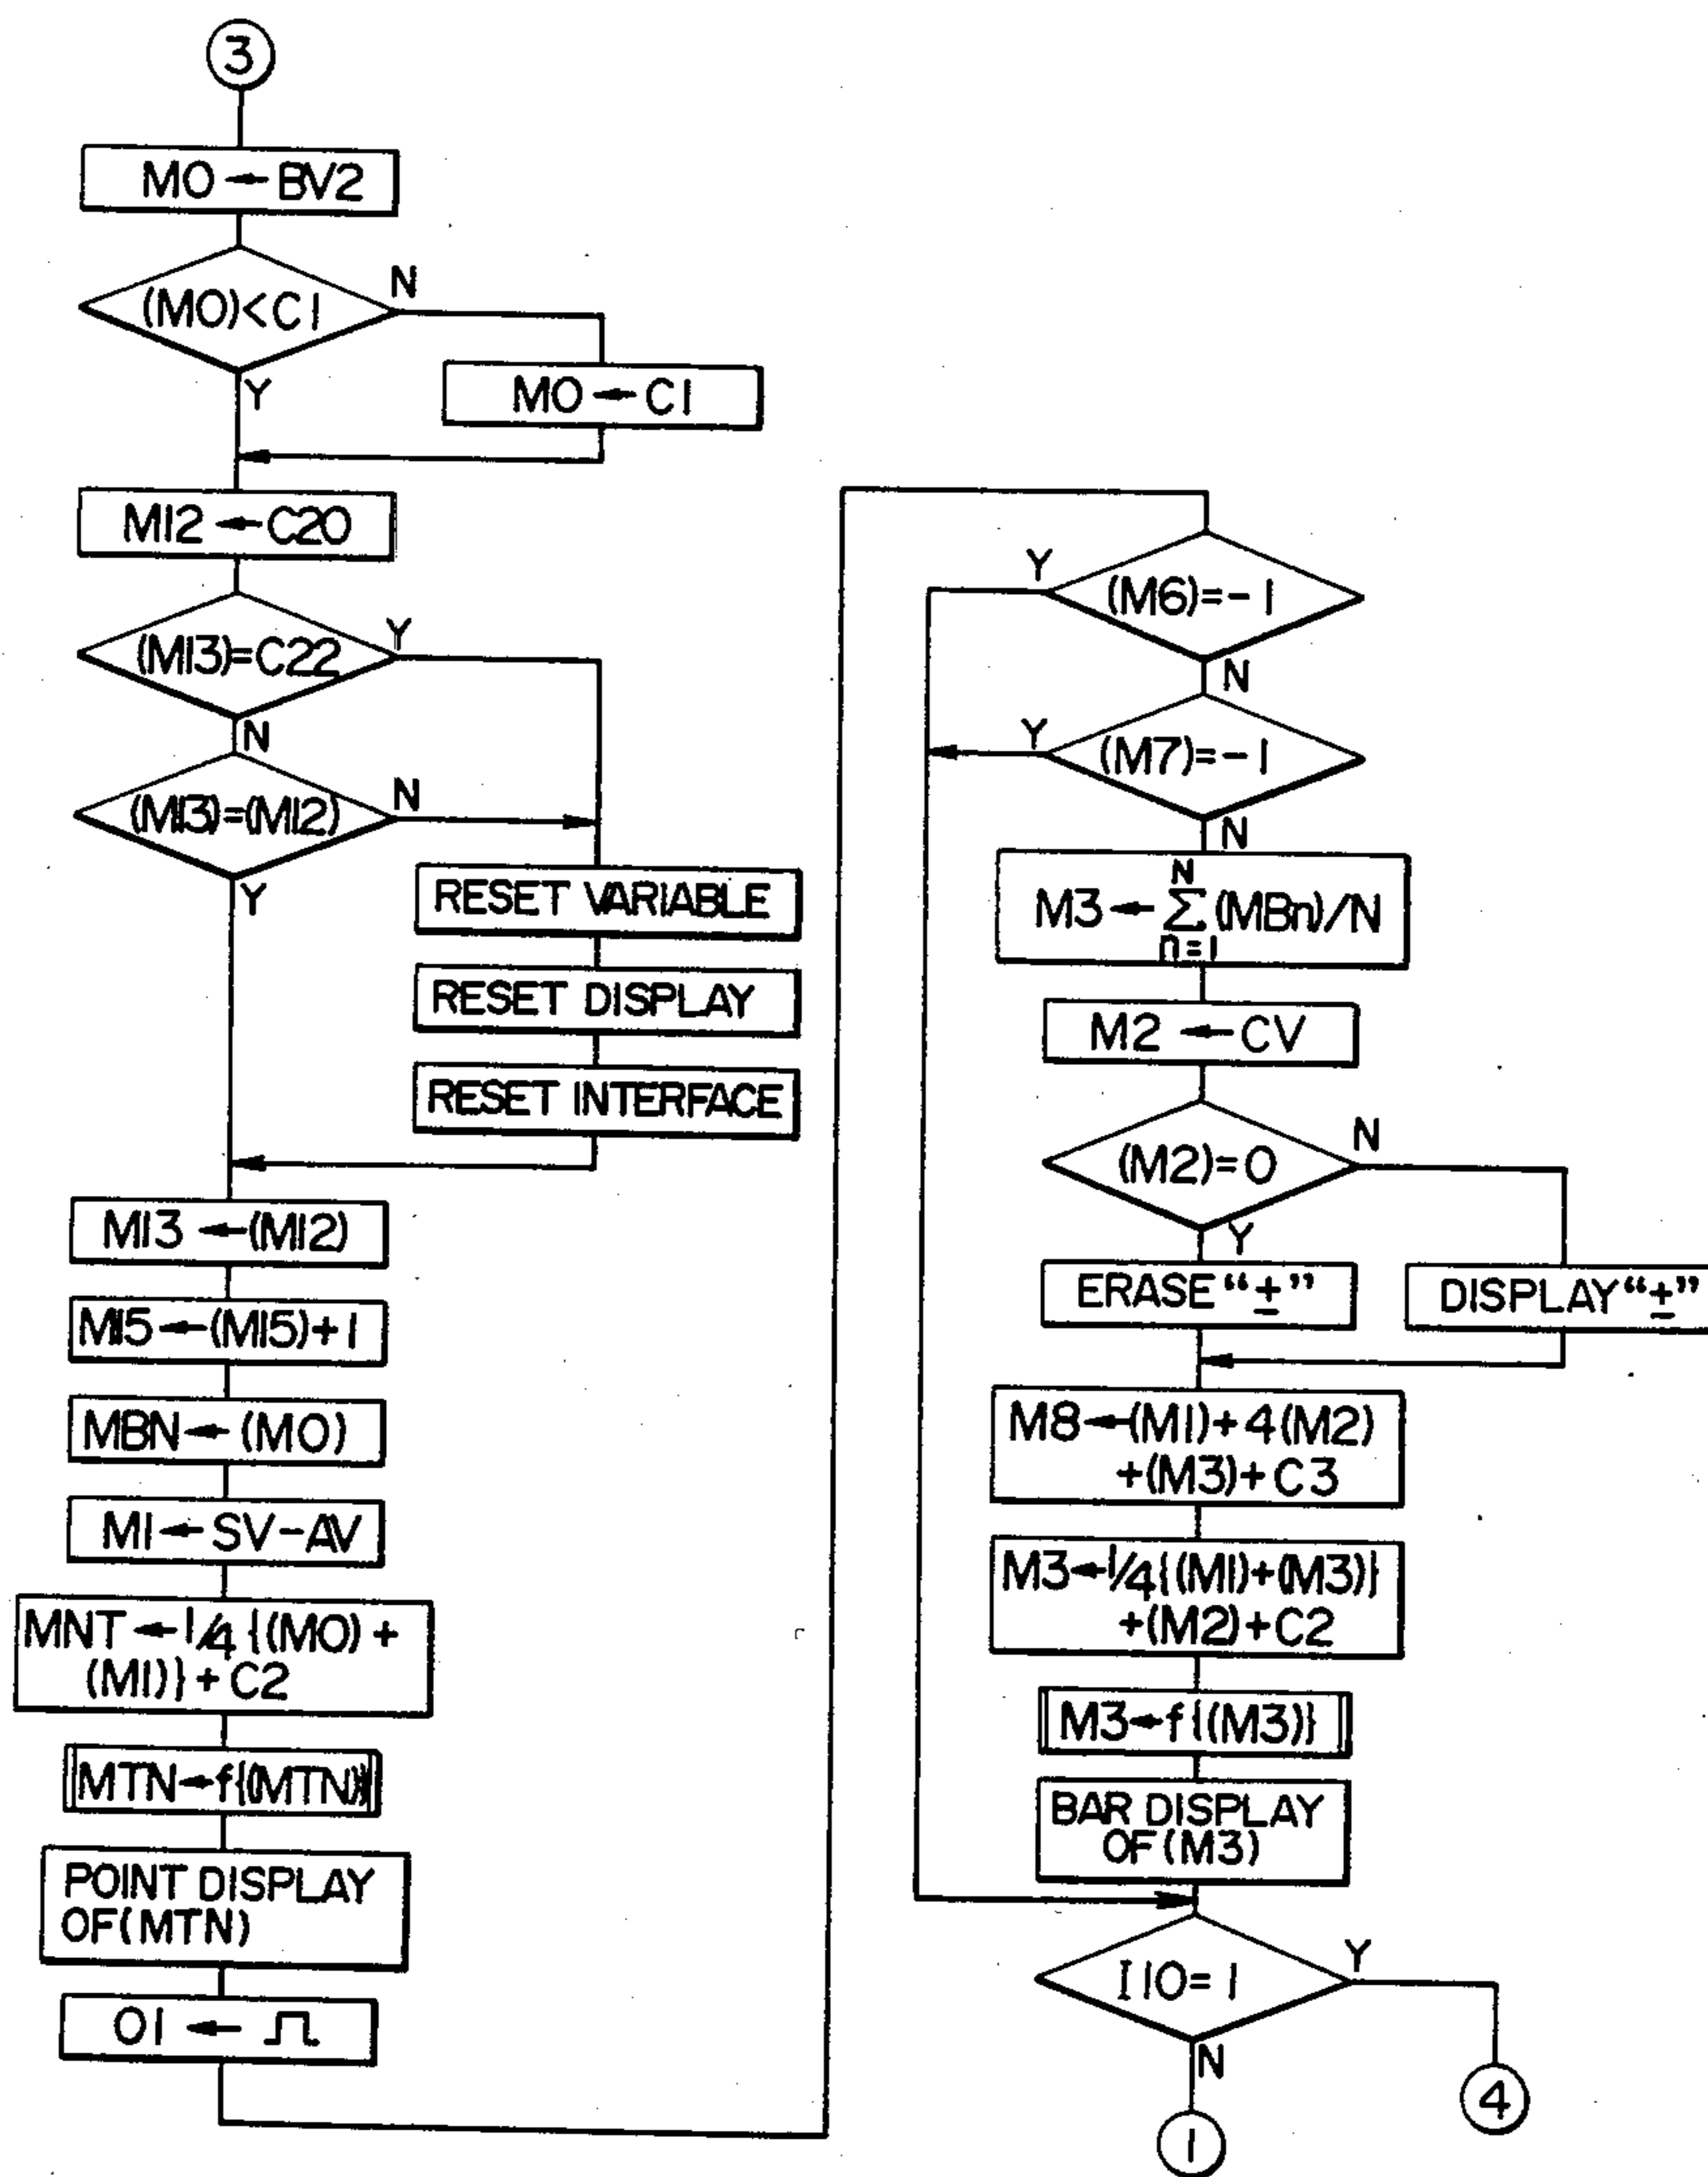 3
M0 ← BV2
(M0)<C1
N
Y
M0 ← C1
M12 ← C20
(M13)=C22
Y
N
(M13)=(M12)
N
Y
RESET VARIABLE
RESET DISPLAY
RESET INTERFACE
M13 ← (M12)
M15 ← (M15)+1
MBN ← (M0)
M1 ← SV-AV
MNT ← 1/4 {(M0) +
(M1)} + C2
MTN ← f{(MTN)}
POINT DISPLAY
OF (MTN)
O1 ← ⎍
(M6)=-1
Y
N
(M7)=-1
Y
N
M3 ← N∑n=1 (MBn)/N
M2 ← CV
(M2)=0
N
Y
ERASE "±"
DISPLAY "±"
M8 ← (M1) + 4(M2)
+(M3)+C3
M3 ← 1/4{(M1)+(M3)}
+(M2)+C2
M3 ← f{(M3)}
BAR DISPLAY
OF (M3)
I10=1
Y
N
4
1